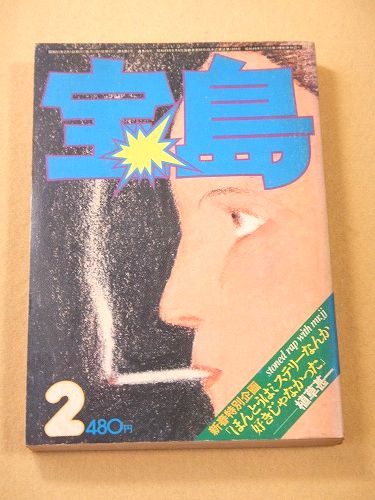 宝島
stoned rap with mr. jj
新春特別企画
「ほんとうはミステリーなんか
好きじゃなかった」
植草甚一
2
480円